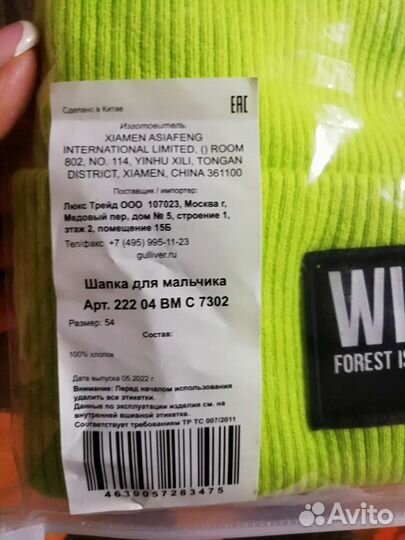 Сделано в Китае
EAC
Изготовитель
XIAMEN ASIAFENG
INTERNATIONAL LIMITED. () ROOM
802, NO. 114, YINHU XILI, TONGAN
DISTRICT, XIAMEN, CHINA 361100
Поставщик / импортер:
Люкс Трейд ООО 107023, Москва г,
Медовый пер, дом № 5, строение 1,
этаж 2, помещение 15Б
Тел/факс +7 (495) 995-11-23
gulliver.ru
Шапка для мальчика
Арт. 222 04 BM C 7302
Размер: 54
Состав:
100% хлопок
Дата выпуска 05.2022 г.
Внимание: Перед началом использования
удалить все этикетки.
Данные по эксплуатации изделия см. на
внутренней вшивной этикетке.
Соответствует требованиям ТР ТС 007/2011
4630057283475
FOREST IS
Avito